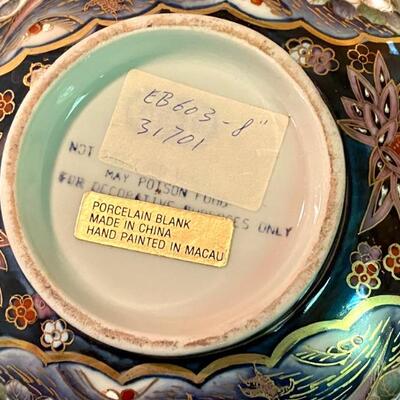 EB603-8"
31701
NOT
MAY POISON FOOD
FOR DECORATIVE PURPOSES ONLY
PORCELAIN BLANK
MADE IN CHINA
HAND PAINTED IN MACAU